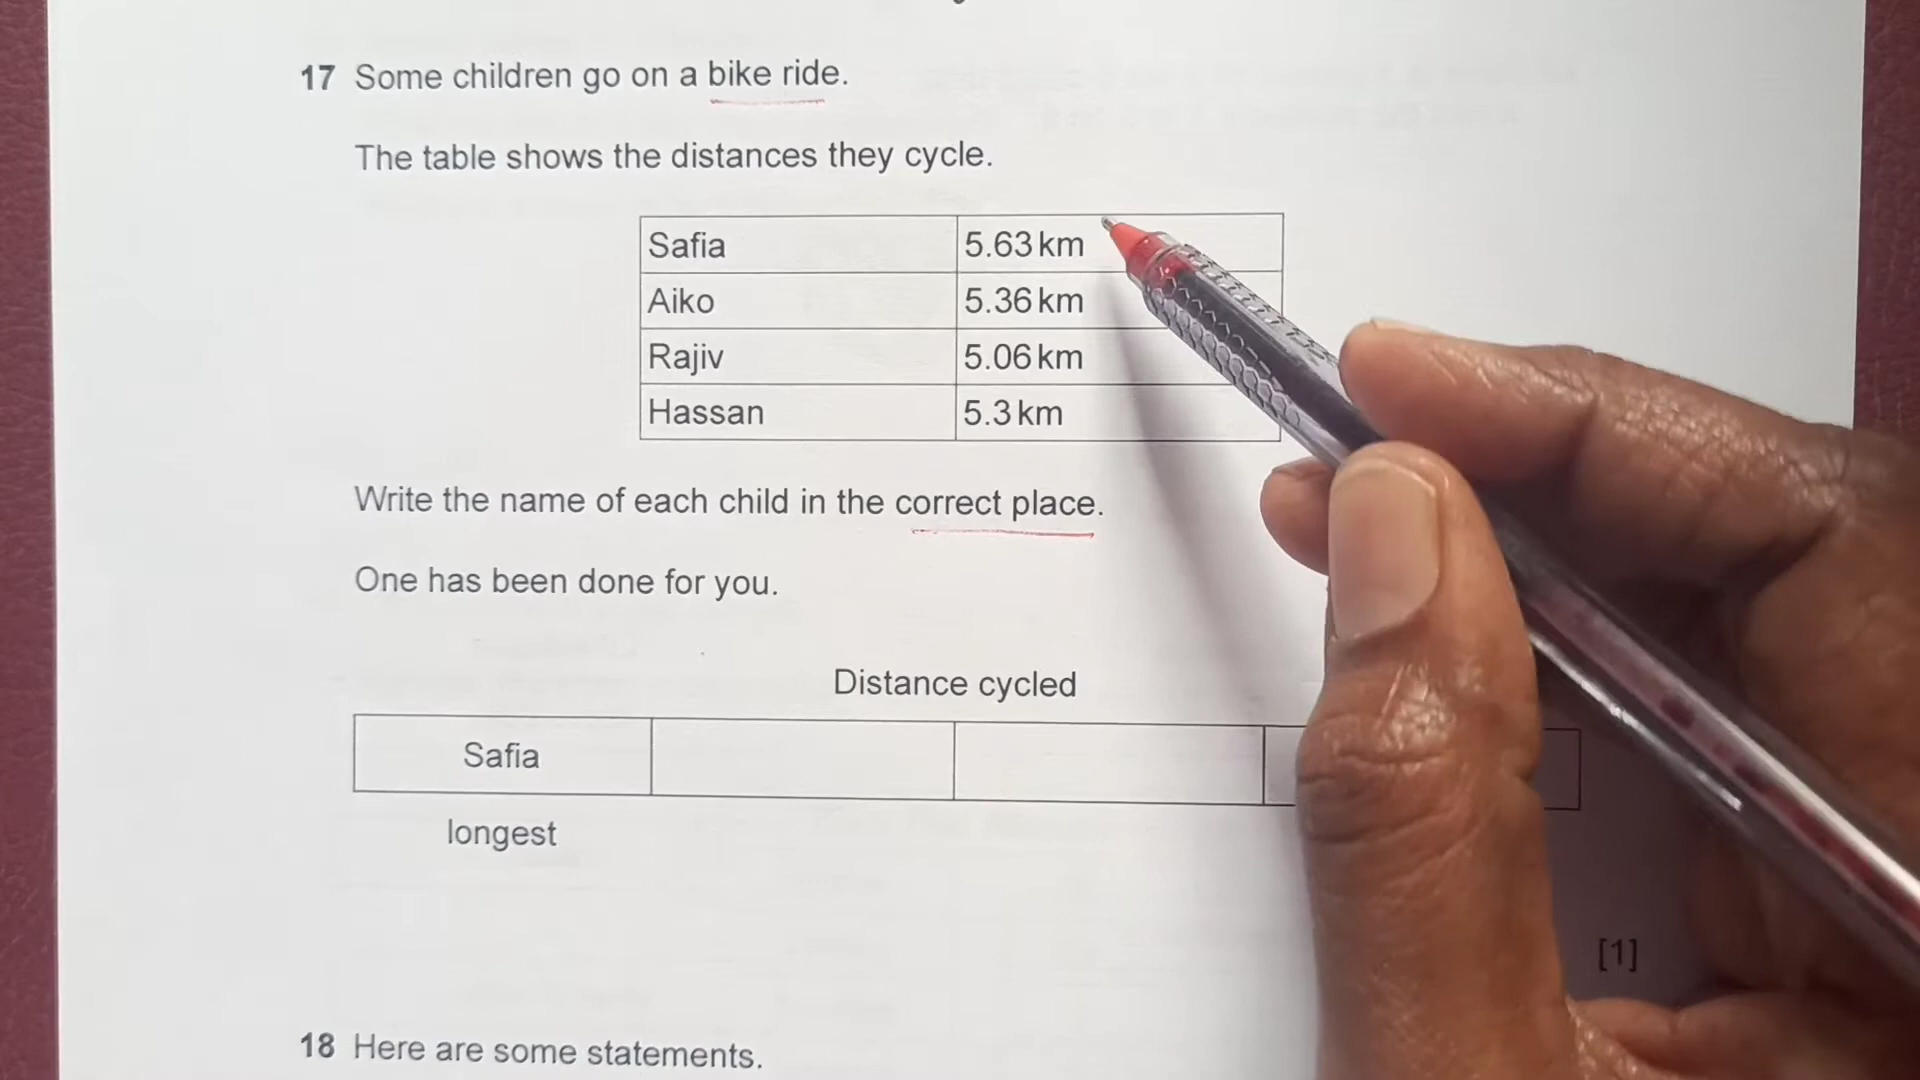 17 Some children go on a bike ride.
The table shows the distances they cycle.
Safia 5.63 km
Aiko 5.36 km
Rajiv 5.06 km
Hassan 5.3 km
Write the name of each child in the correct place.
One has been done for you.
Distance cycled
Safia
longest
[1]
18 Here are some statements.